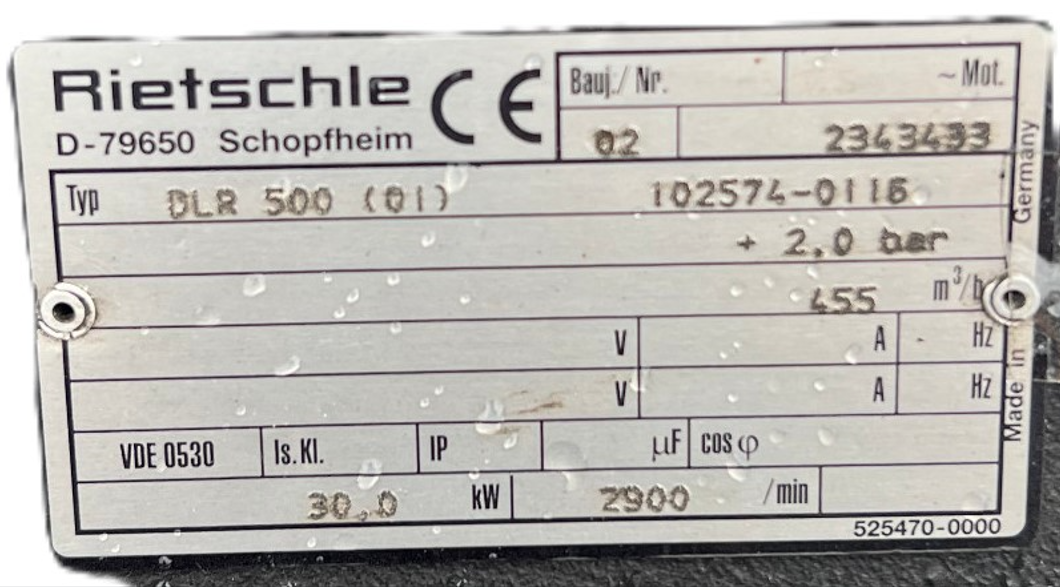 Rietschle CE
D-79650 Schopfheim
Bauj./ Nr. ~ Mot.
02 2343433
Typ DLR 500 (01) 102574-0116
+ 2,0 bar
455 m³/h
V A Hz
V A Hz
VDE 0530 Is.Kl. IP µF cos φ
30,0 kW 2900 /min
525470-0000
Made in Germany